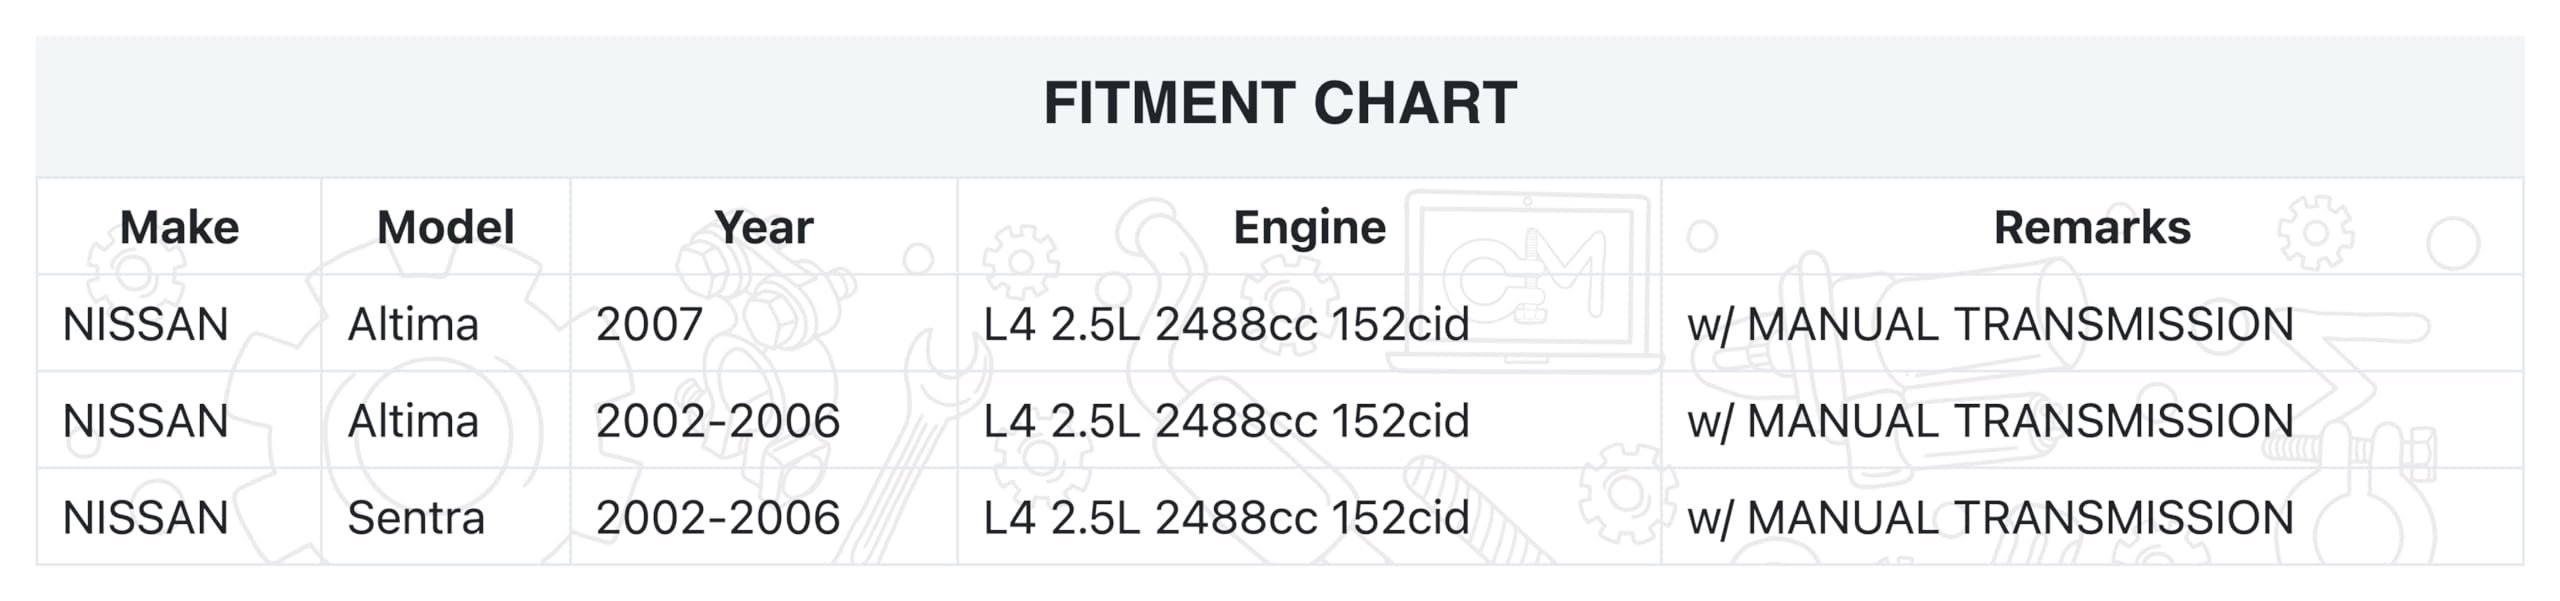 FITMENT CHART
Make Model Year Engine Remarks
NISSAN Altima 2007 L4 2.5L 2488cc 152cid w/ MANUAL TRANSMISSION
NISSAN Altima 2002-2006 L4 2.5L 2488cc 152cid w/ MANUAL TRANSMISSION
NISSAN Sentra 2002-2006 L4 2.5L 2488cc 152cid w/ MANUAL TRANSMISSION